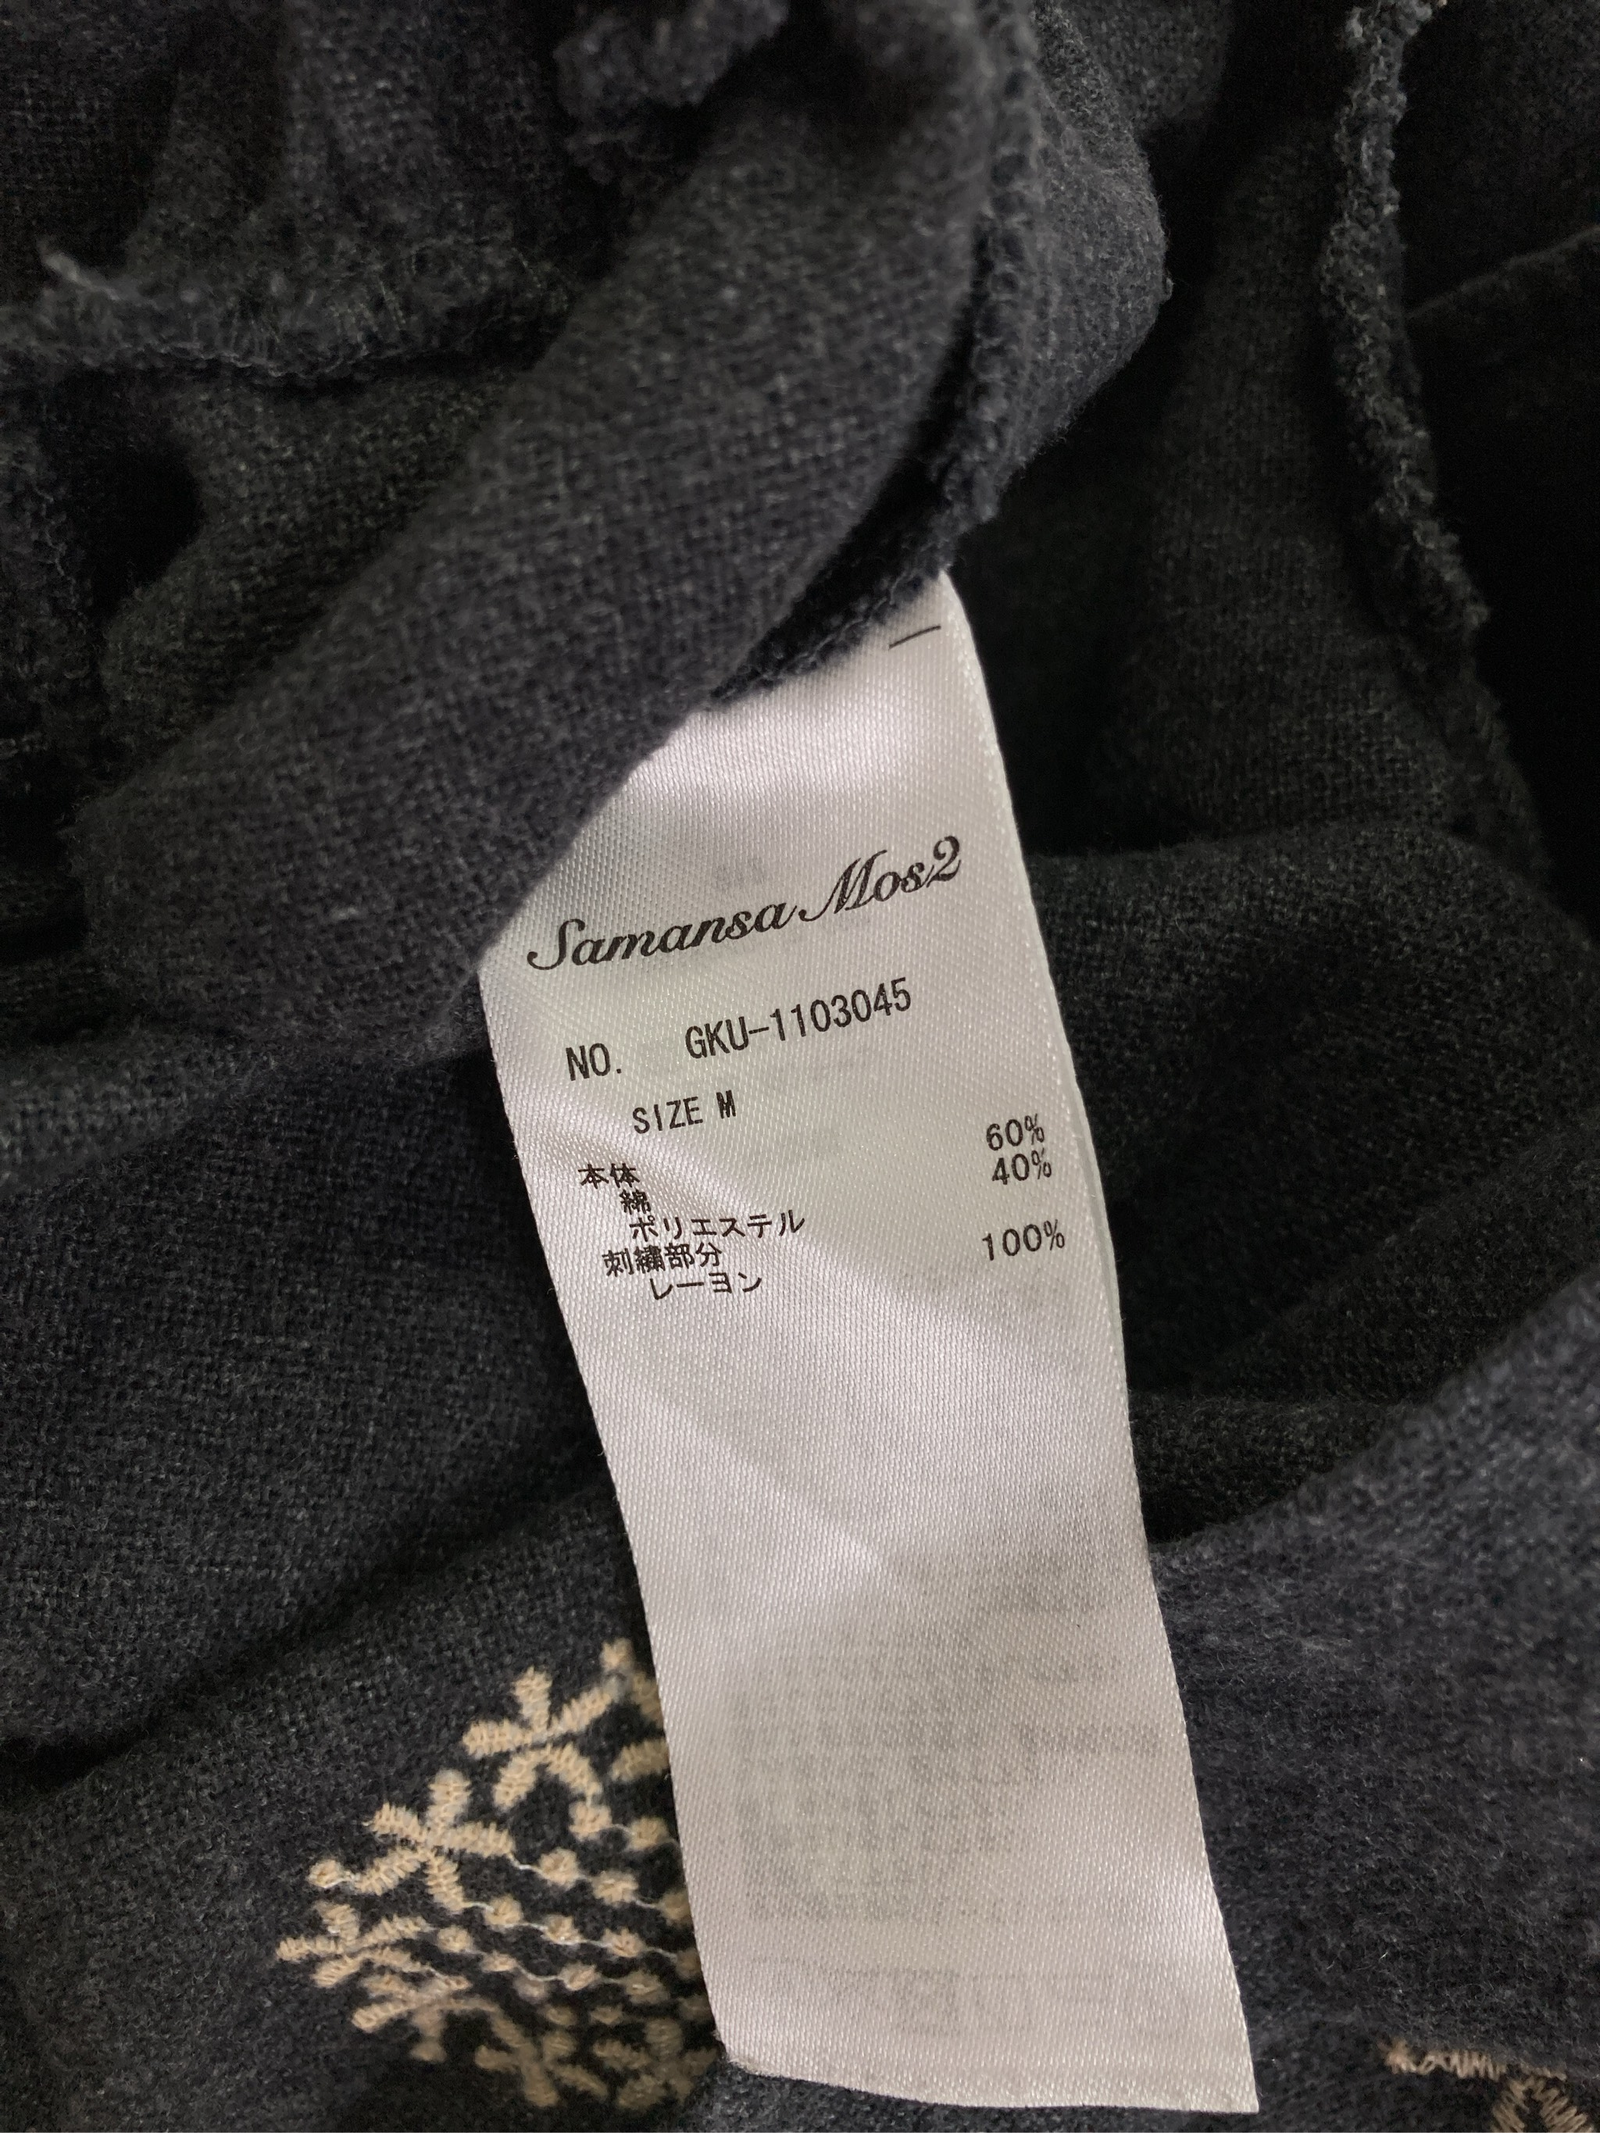 Samansa Mos2
NO. GKU-1103045
SIZE M
本体
綿 60%
ポリエステル 40%
刺繍部分
レーヨン 100%